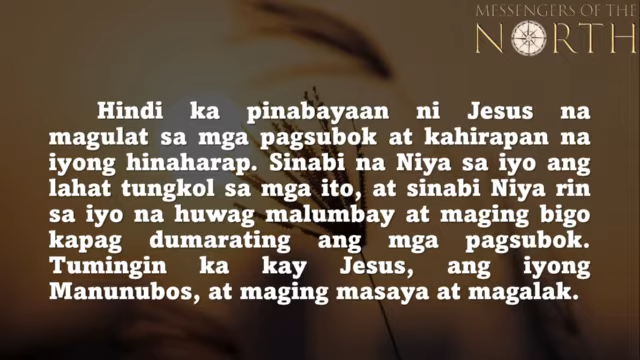 MESSENGERS OF THE
NORTH
Hindi ka pinabayaan ni Jesus na
magulat sa mga pagsubok at kahirapan na
iyong hinaharap. Sinabi na Niya sa iyo ang
lahat tungkol sa mga ito, at sinabi Niya rin
sa iyo na huwag malumbay at maging bigo
kapag dumarating ang mga pagsubok.
Tumingin ka kay Jesus, ang iyong
Manunubos, at maging masaya at magalak.